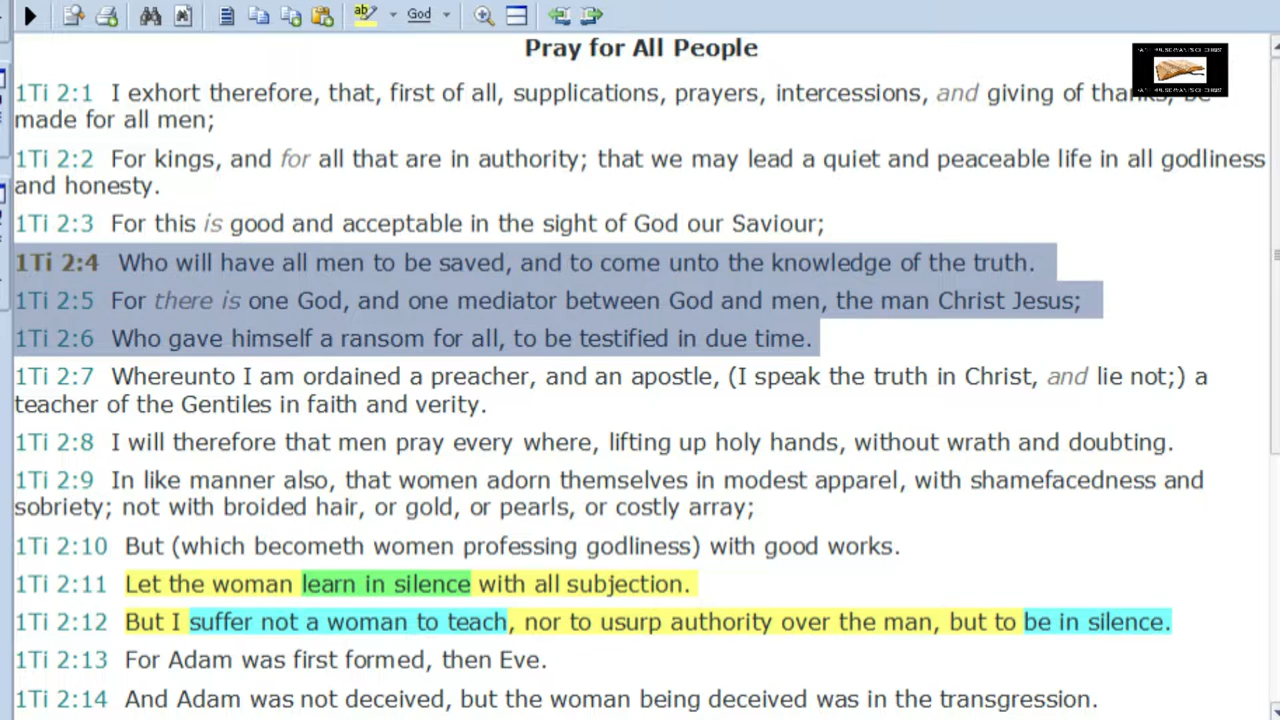 God
Pray for All People
1Ti 2:1 I exhort therefore, that, first of all, supplications, prayers, intercessions, and giving of thanks, be
made for all men;
1Ti 2:2 For kings, and for all that are in authority; that we may lead a quiet and peaceable life in all godliness
and honesty.
1Ti 2:3 For this is good and acceptable in the sight of God our Saviour;
1Ti 2:4 Who will have all men to be saved, and to come unto the knowledge of the truth.
1Ti 2:5 For there is one God, and one mediator between God and men, the man Christ Jesus;
1Ti 2:6 Who gave himself a ransom for all, to be testified in due time.
1Ti 2:7 Whereunto I am ordained a preacher, and an apostle, (I speak the truth in Christ, and lie not;) a
teacher of the Gentiles in faith and verity.
1Ti 2:8 I will therefore that men pray every where, lifting up holy hands, without wrath and doubting.
1Ti 2:9 In like manner also, that women adorn themselves in modest apparel, with shamefacedness and
sobriety; not with broided hair, or gold, or pearls, or costly array;
1Ti 2:10 But (which becometh women professing godliness) with good works.
1Ti 2:11 Let the woman learn in silence with all subjection.
1Ti 2:12 But I suffer not a woman to teach, nor to usurp authority over the man, but to be in silence.
1Ti 2:13 For Adam was first formed, then Eve.
1Ti 2:14 And Adam was not deceived, but the woman being deceived was in the transgression.